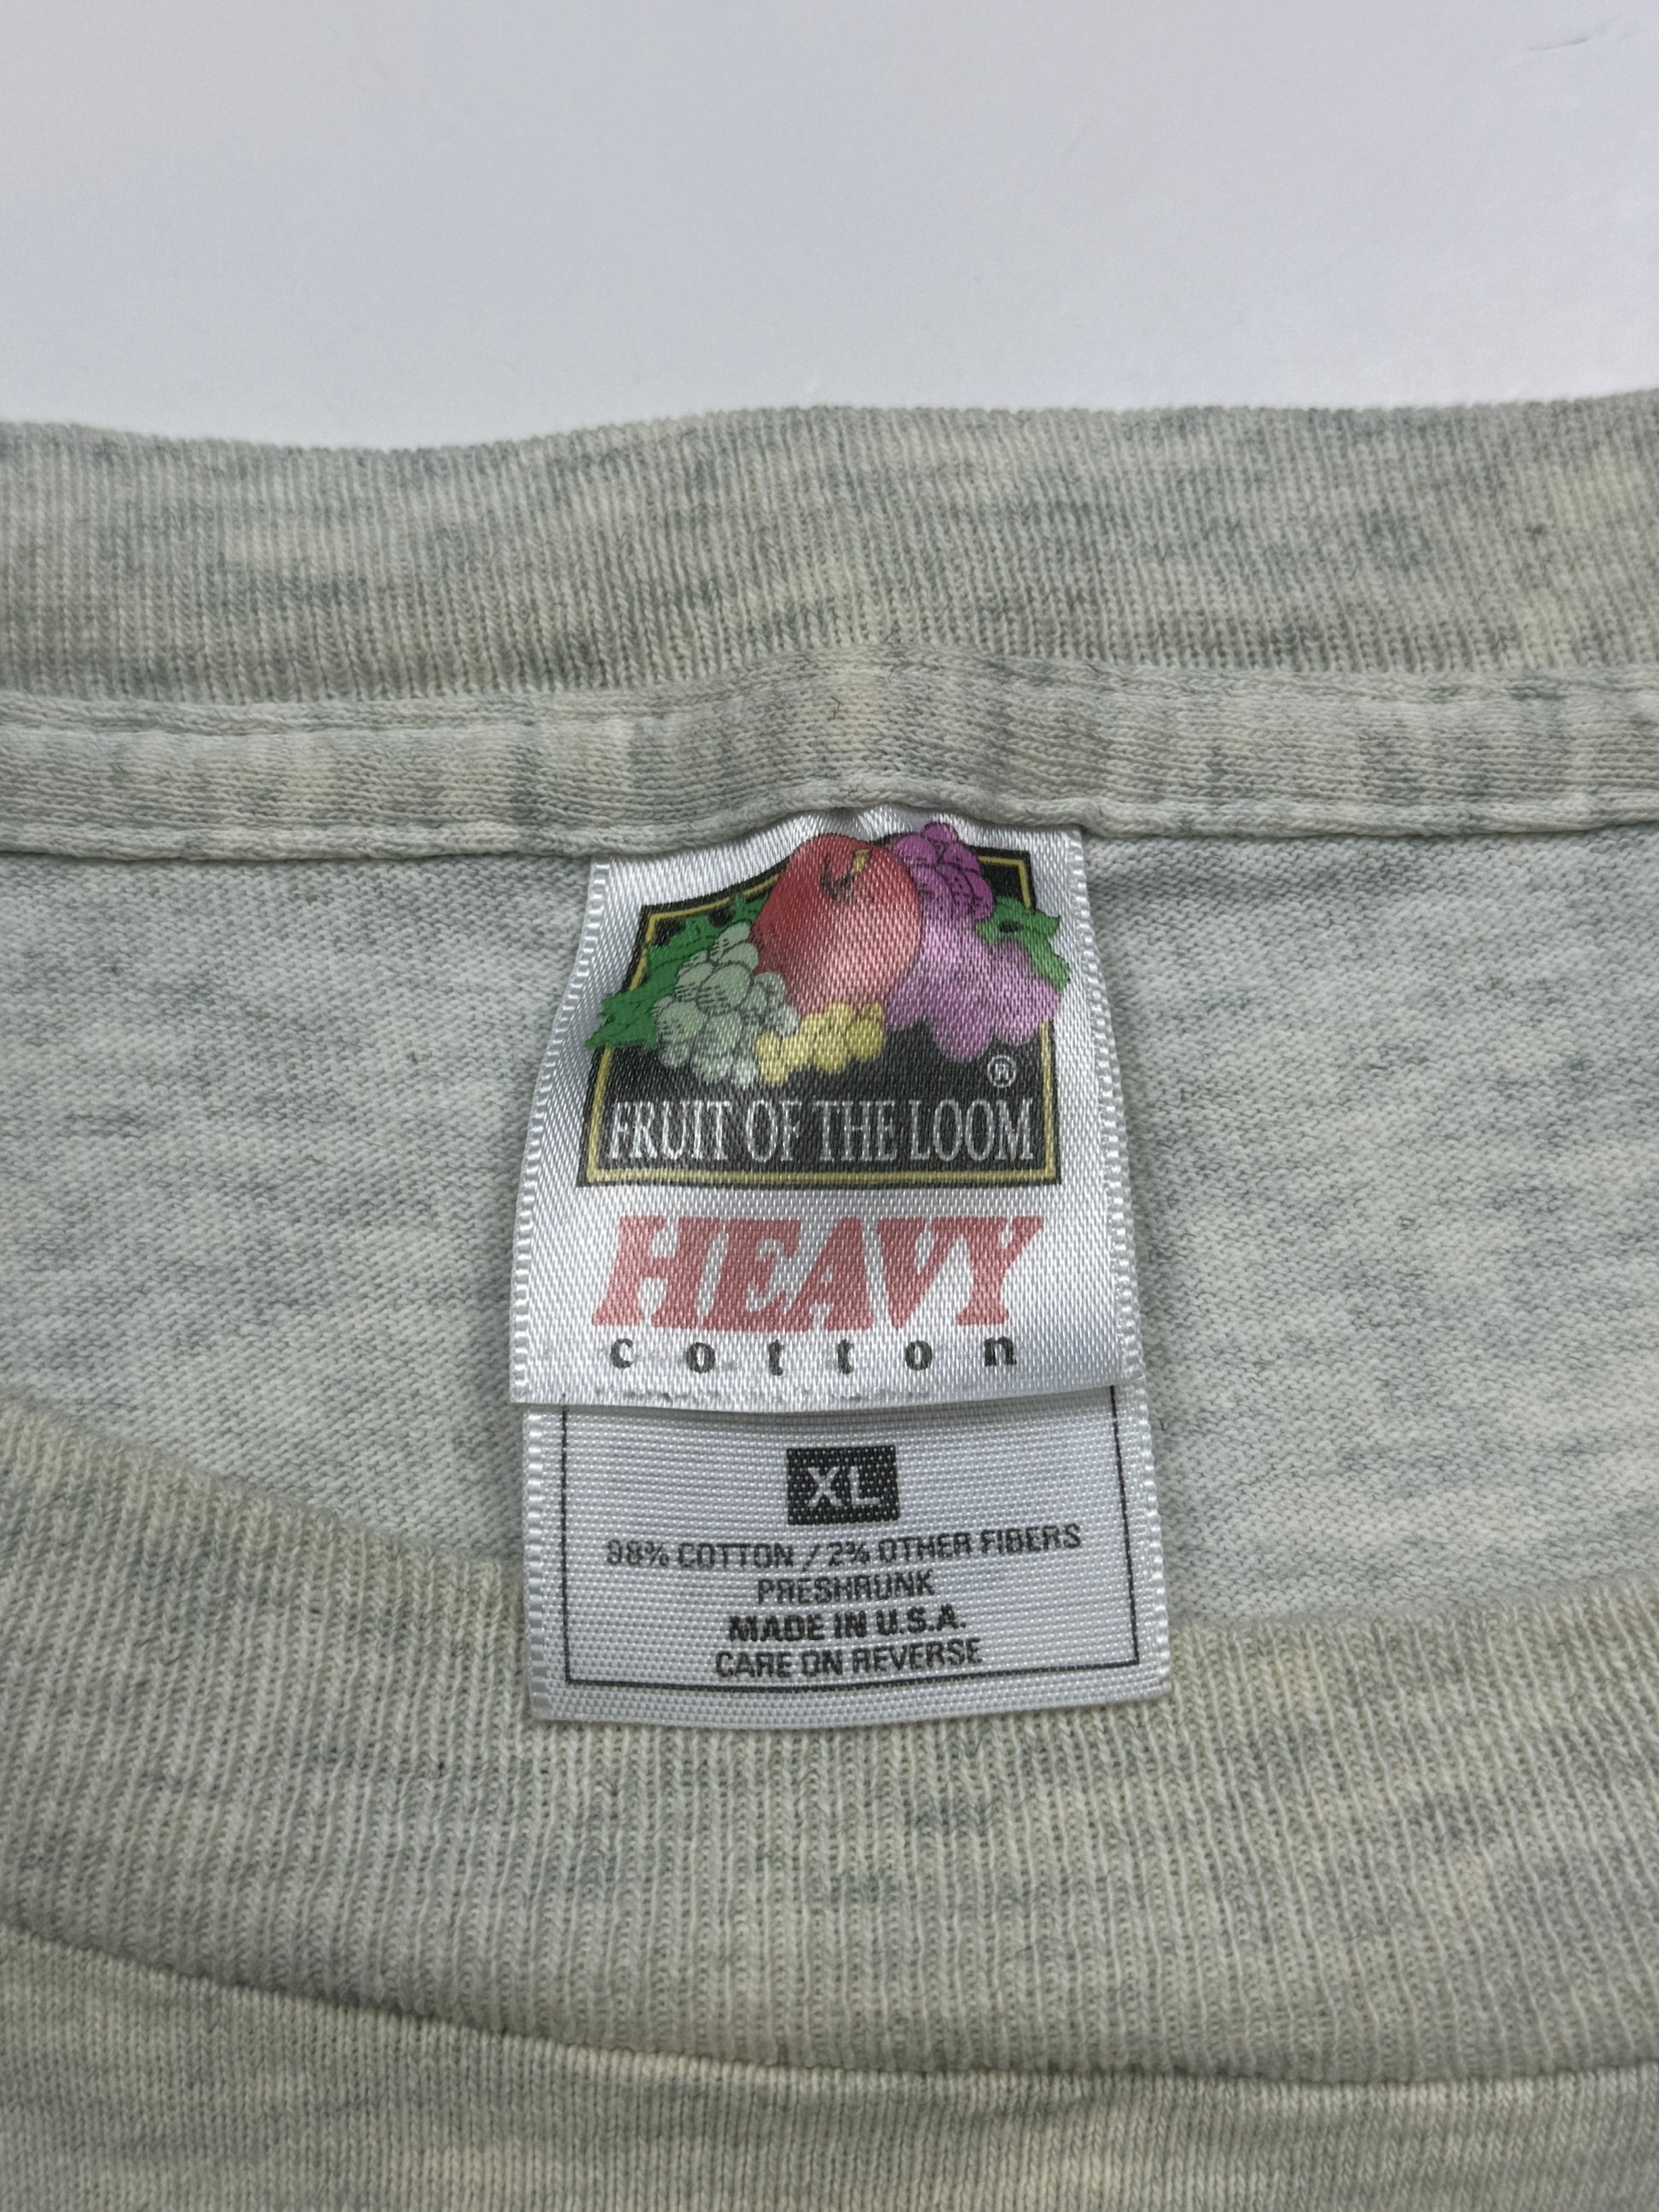 ®
FRUIT OF THE LOOM
HEAVY
cotton
XL
98% COTTON / 2% OTHER FIBERS
PRESHRUNK
MADE IN U.S.A.
CARE ON REVERSE